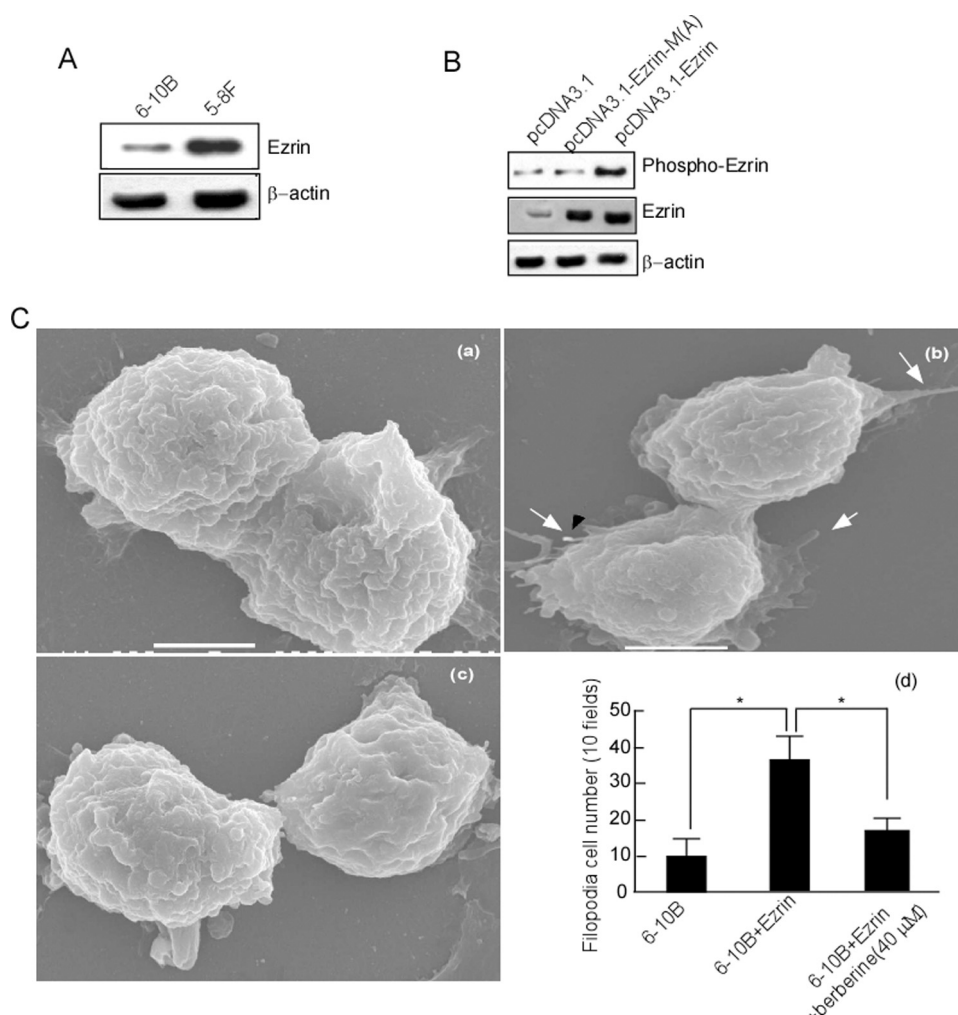 A
6-10B
5-8F
Ezrin
β-actin
B
pcDNA3.1
pcDNA3.1-Ezrin-M(A)
pcDNA3.1-Ezrin
Phospho-Ezrin
Ezrin
β-actin
C
(a)
(b)
(c)
(d)
Filopodia cell number (10 fields)
50
40
30
20
10
0
*
*
6-10B
6-10B+Ezrin
6-10B+Ezrin
berberine(40 μM)